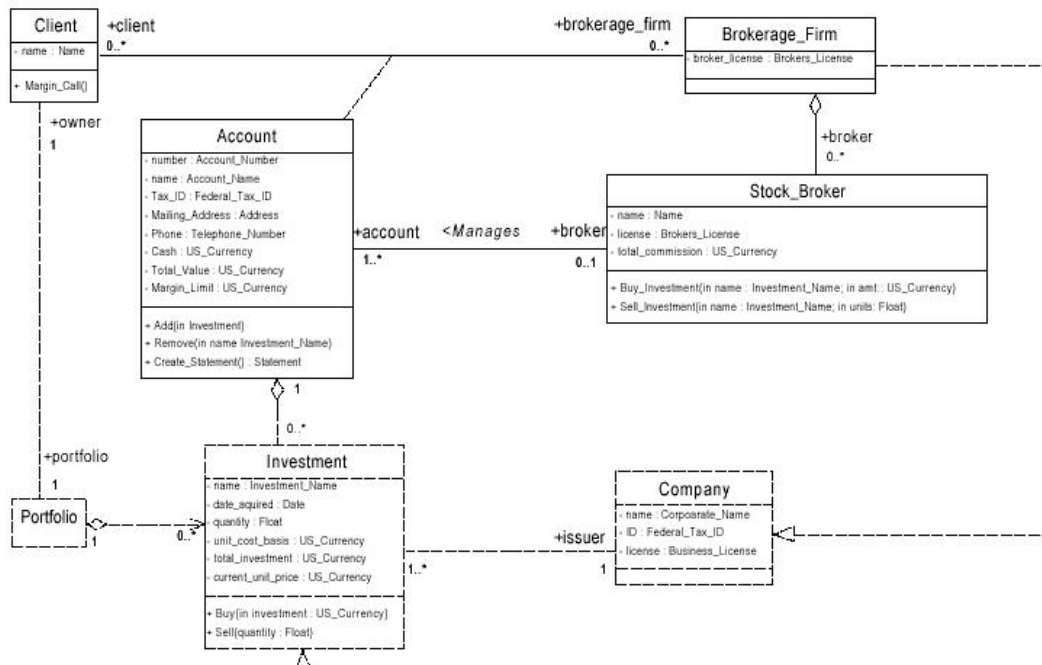 Client
- name : Name
+ Margin_Call()
+client
0..*
+brokerage_firm
0..*
Brokerage_Firm
- broker_license : Brokers_License
+owner
1
Account
- number : Account_Number
- name : Account_Name
- Tax_ID : Federal_Tax_ID
- Mailing_Address : Address
- Phone : Telephone_Number
- Cash : US_Currency
- Total_Value : US_Currency
- Margin_Limit : US_Currency
+ Add(in Investment)
+ Remove(in name Investment_Name)
+ Create_Statement() : Statement
+broker
0..*
Stock_Broker
- name : Name
- license : Brokers_License
- total_commission : US_Currency
+ Buy_Investment(in name : Investment_Name; in amt : US_Currency)
+ Sell_Investment(in name : Investment_Name; in units: Float)
+account
1..*
<Manages
+broker
0..1
1
0..*
+portfolio
1
Portfolio
1
0..*
Investment
- name : Investment_Name
- date_aquired : Date
- quantity : Float
- unit_cost_basis : US_Currency
- total_investment : US_Currency
- current_unit_price : US_Currency
+ Buy(in investment : US_Currency)
+ Sell(quantity : Float)
1..*
+issuer
1
Company
- name : Corpoarate_Name
- ID : Federal_Tax_ID
- license : Business_License